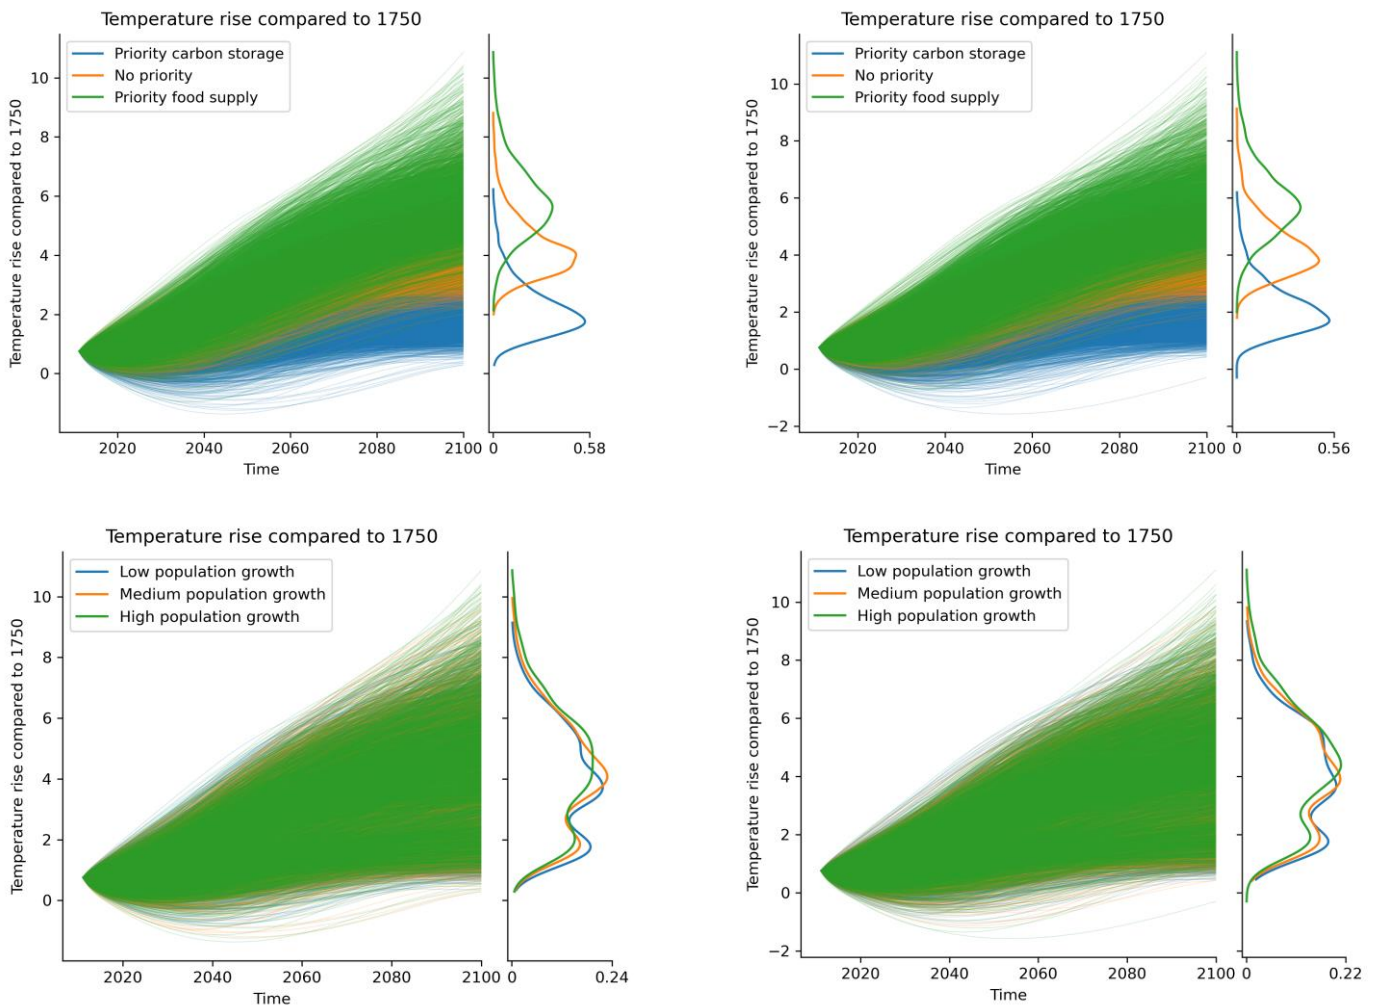 Temperature rise compared to 1750
Priority carbon storage
No priority
Priority food supply
Temperature rise compared to 1750
10
8
6
4
2
0
2020 2040 2060 2080 2100 0 0.58
Time
Temperature rise compared to 1750
Priority carbon storage
No priority
Priority food supply
Temperature rise compared to 1750
10
8
6
4
2
0
−2
2020 2040 2060 2080 2100 0 0.56
Time
Temperature rise compared to 1750
Low population growth
Medium population growth
High population growth
Temperature rise compared to 1750
10
8
6
4
2
0
2020 2040 2060 2080 2100 0 0.24
Time
Temperature rise compared to 1750
Low population growth
Medium population growth
High population growth
Temperature rise compared to 1750
10
8
6
4
2
0
−2
2020 2040 2060 2080 2100 0 0.22
Time